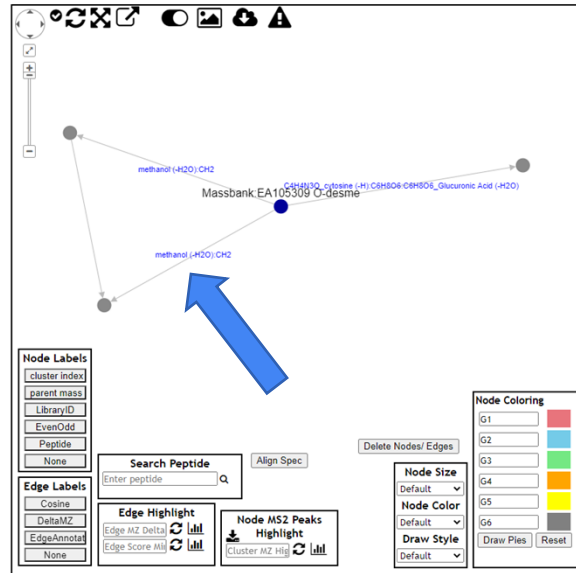 methanol (-H2O):CH2
C4H4N3O_cytosine (-H):C6H8O6:C6H8O6_Glucuronic Acid (-H2O)
Massbank:EA105309 O-desme
methanol (-H2O):CH2
Node Labels
cluster index
parent mass
LibraryID
EvenOdd
Peptide
None
Edge Labels
Cosine
DeltaMZ
EdgeAnnotat
None
Search Peptide
Enter peptide
Align Spec
Edge Highlight
Edge MZ Delta
Edge Score Mi
Node MS2 Peaks
Highlight
Cluster MZ Hig
Delete Nodes/ Edges
Node Size
Default
Node Color
Default
Draw Style
Default
Node Coloring
G1
G2
G3
G4
G5
G6
Draw Pies
Reset